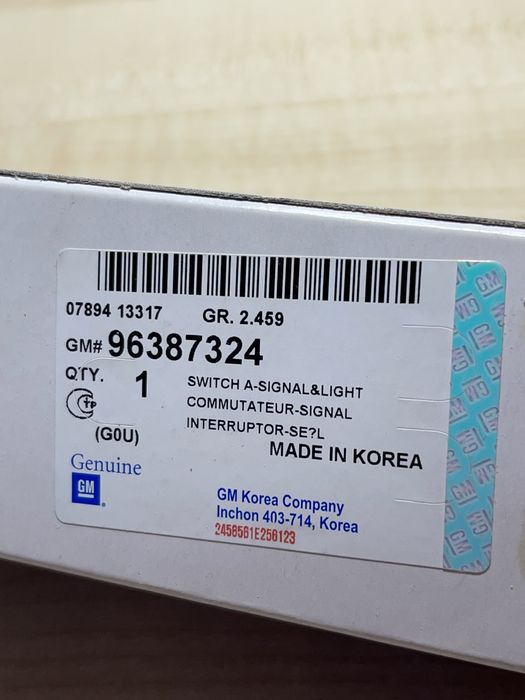 07894 13317 GR. 2.459
GM# 96387324
QTY. 1
SWITCH A-SIGNAL&LIGHT
COMMUTATEUR-SIGNAL
INTERRUPTOR-SE?L
(G0U)
MADE IN KOREA
Genuine
GM
GM Korea Company
Inchon 403-714, Korea
2458561E256123